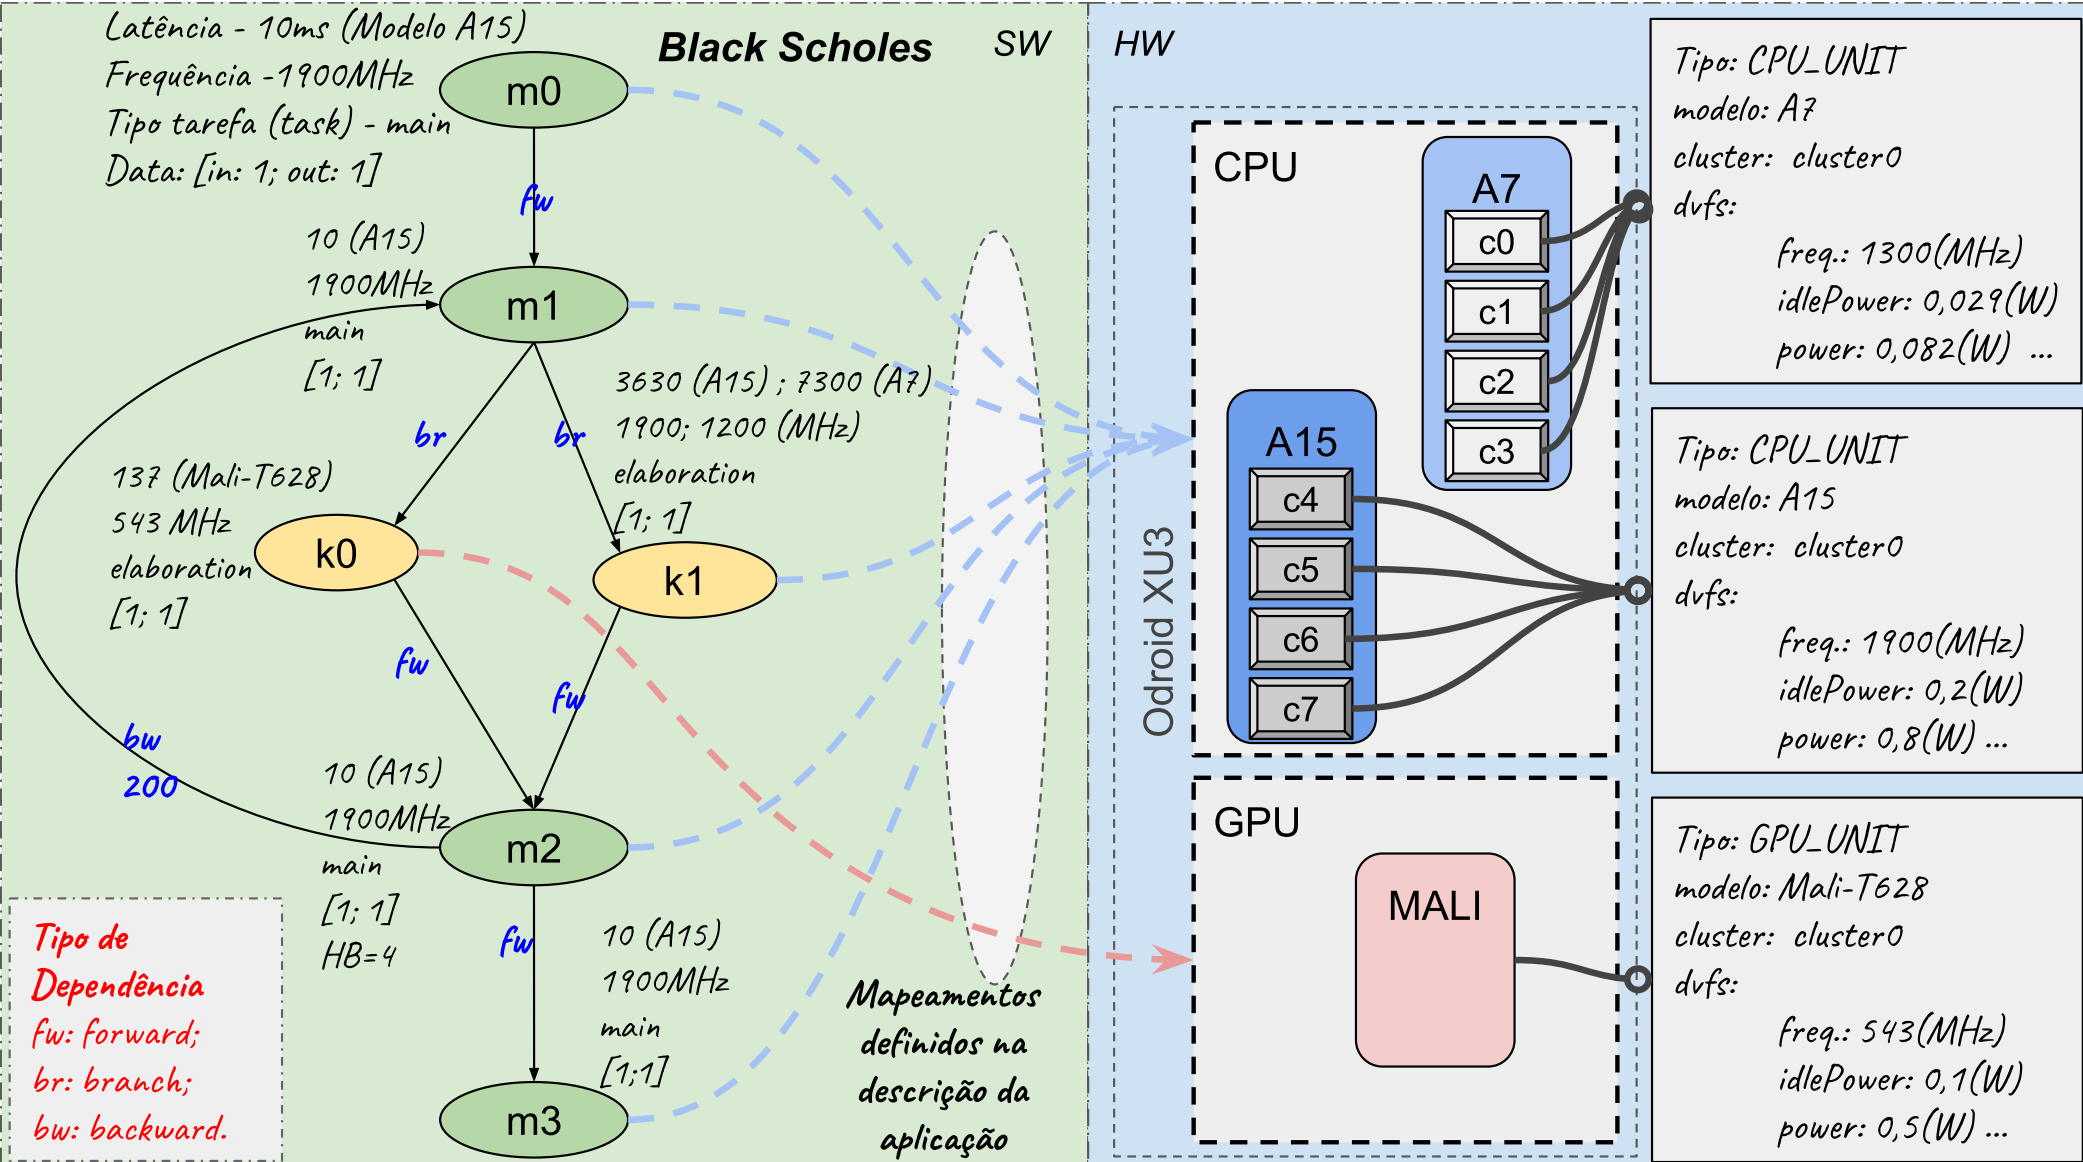 Latência - 10ms (Modelo A15)
Frequência -1900MHz
Tipo tarefa (task) - main
Data: [in: 1; out: 1]
Black Scholes
SW
m0
fw
10 (A15)
1900MHz
main
[1; 1]
m1
br
br
3630 (A15) ; 7300 (A7)
1900; 1200 (MHz)
elaboration
[1; 1]
137 (Mali-T628)
543 MHz
elaboration
[1; 1]
k0
k1
fw
fw
bw
200
10 (A15)
1900MHz
main
[1; 1]
HB=4
m2
fw
10 (A15)
1900MHz
main
[1;1]
m3
Tipo de
Dependência
fw: forward;
br: branch;
bw: backward.
Mapeamentos
definidos na
descrição da
aplicação
HW
Odroid XU3
CPU
A7
c0
c1
c2
c3
A15
c4
c5
c6
c7
GPU
MALI
Tipo: CPU_UNIT
modelo: A7
cluster: cluster0
dvfs:
freq.: 1300(MHz)
idlePower: 0,029(W)
power: 0,082(W) ...
Tipo: CPU_UNIT
modelo: A15
cluster: cluster0
dvfs:
freq.: 1900(MHz)
idlePower: 0,2(W)
power: 0,8(W) ...
Tipo: GPU_UNIT
modelo: Mali-T628
cluster: cluster0
dvfs:
freq.: 543(MHz)
idlePower: 0,1(W)
power: 0,5(W) ...